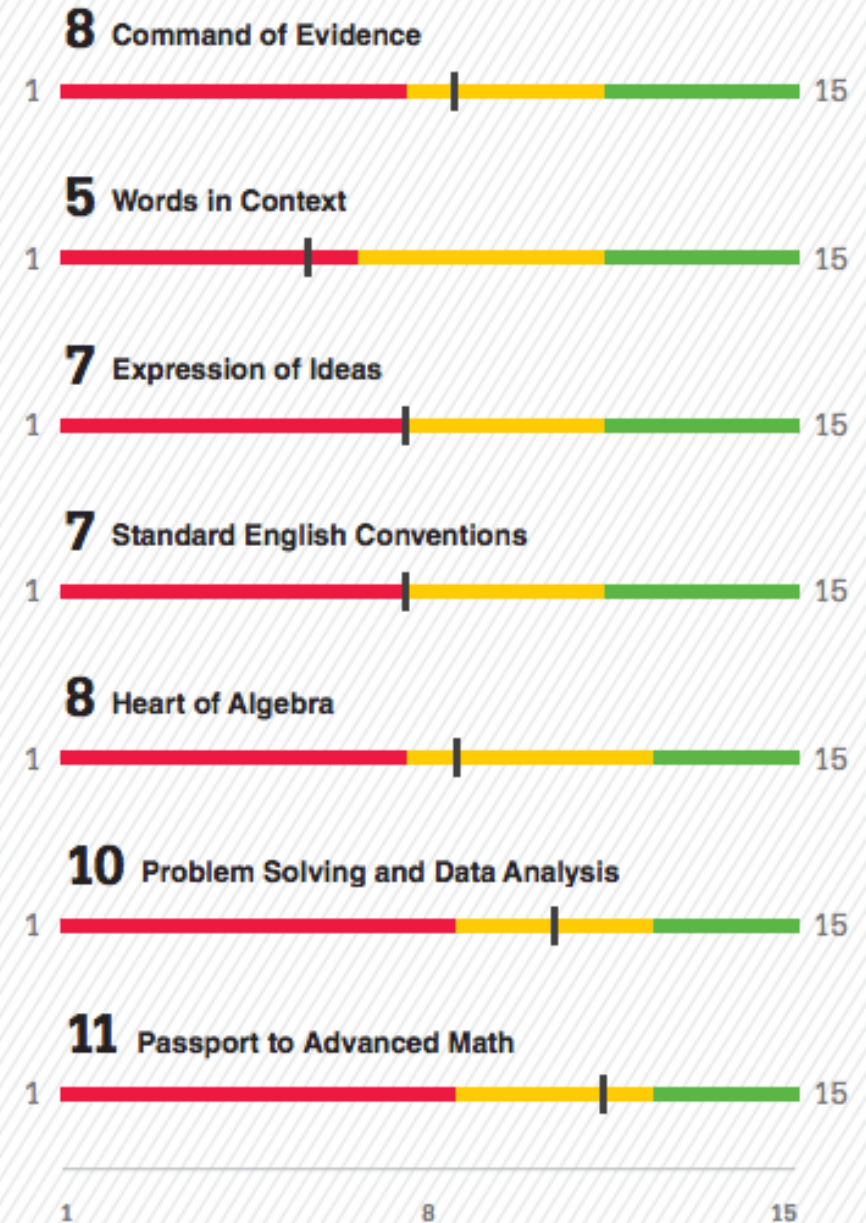 8 Command of Evidence
1 15
5 Words in Context
1 15
7 Expression of Ideas
1 15
7 Standard English Conventions
1 15
8 Heart of Algebra
1 15
10 Problem Solving and Data Analysis
1 15
11 Passport to Advanced Math
1 15
1 8 15